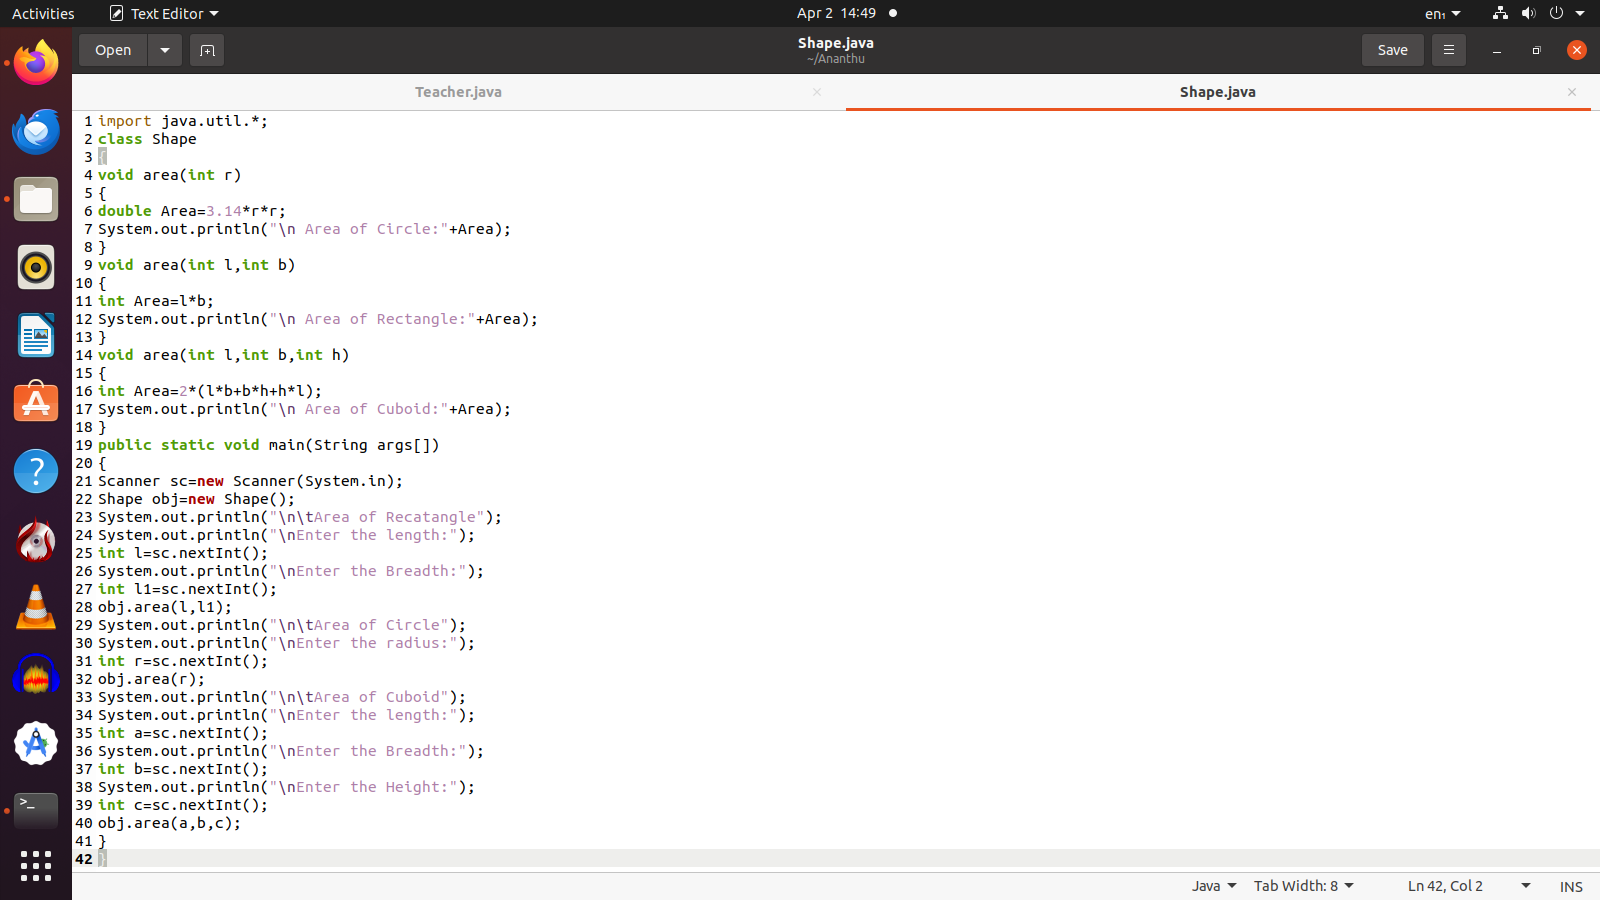 Activities Text Editor Apr 2 14:49 en₁
Open Shape.java Save
~/Ananthu
Teacher.java Shape.java
1 import java.util.*;
2 class Shape
3 {
4 void area(int r)
5 {
6 double Area=3.14*r*r;
7 System.out.println("\n Area of Circle:"+Area);
8 }
9 void area(int l,int b)
10 {
11 int Area=l*b;
12 System.out.println("\n Area of Rectangle:"+Area);
13 }
14 void area(int l,int b,int h)
15 {
16 int Area=2*(l*b+b*h+h*l);
17 System.out.println("\n Area of Cuboid:"+Area);
18 }
19 public static void main(String args[])
20 {
21 Scanner sc=new Scanner(System.in);
22 Shape obj=new Shape();
23 System.out.println("\n\tArea of Recatangle");
24 System.out.println("\nEnter the length:");
25 int l=sc.nextInt();
26 System.out.println("\nEnter the Breadth:");
27 int l1=sc.nextInt();
28 obj.area(l,l1);
29 System.out.println("\n\tArea of Circle");
30 System.out.println("\nEnter the radius:");
31 int r=sc.nextInt();
32 obj.area(r);
33 System.out.println("\n\tArea of Cuboid");
34 System.out.println("\nEnter the length:");
35 int a=sc.nextInt();
36 System.out.println("\nEnter the Breadth:");
37 int b=sc.nextInt();
38 System.out.println("\nEnter the Height:");
39 int c=sc.nextInt();
40 obj.area(a,b,c);
41 }
42 }
Java Tab Width: 8 Ln 42, Col 2 INS